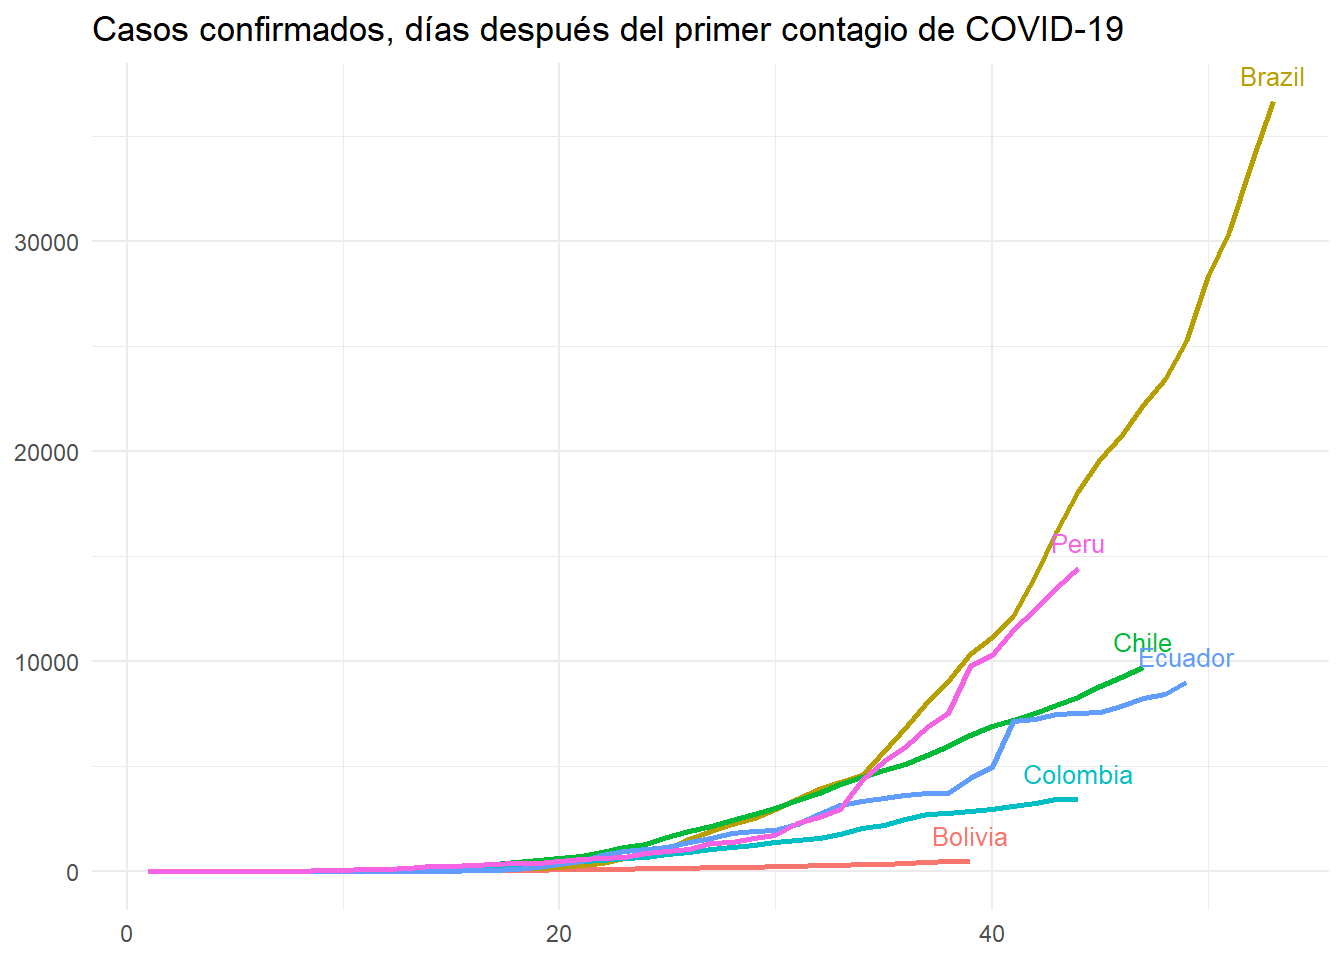 Casos confirmados, días después del primer contagio de COVID-19
Brazil
30000
20000
Peru
Chile
10000
Ecuador
Colombia
Bolivia
0
0
20
40